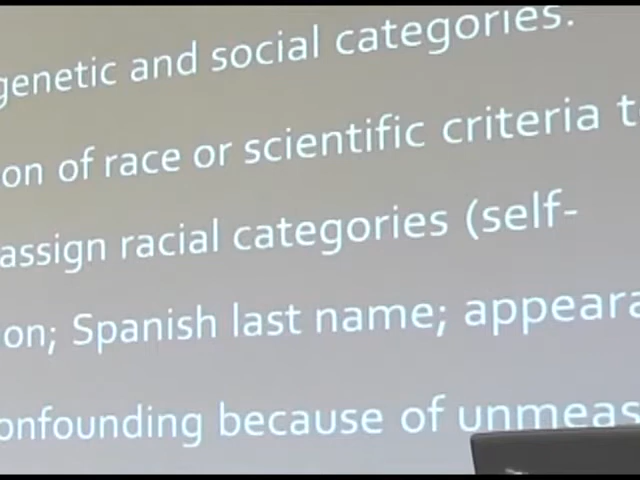 genetic and social categories.
on of race or scientific criteria t
assign racial categories (self-
on; Spanish last name; appeara
onfounding because of unmeas